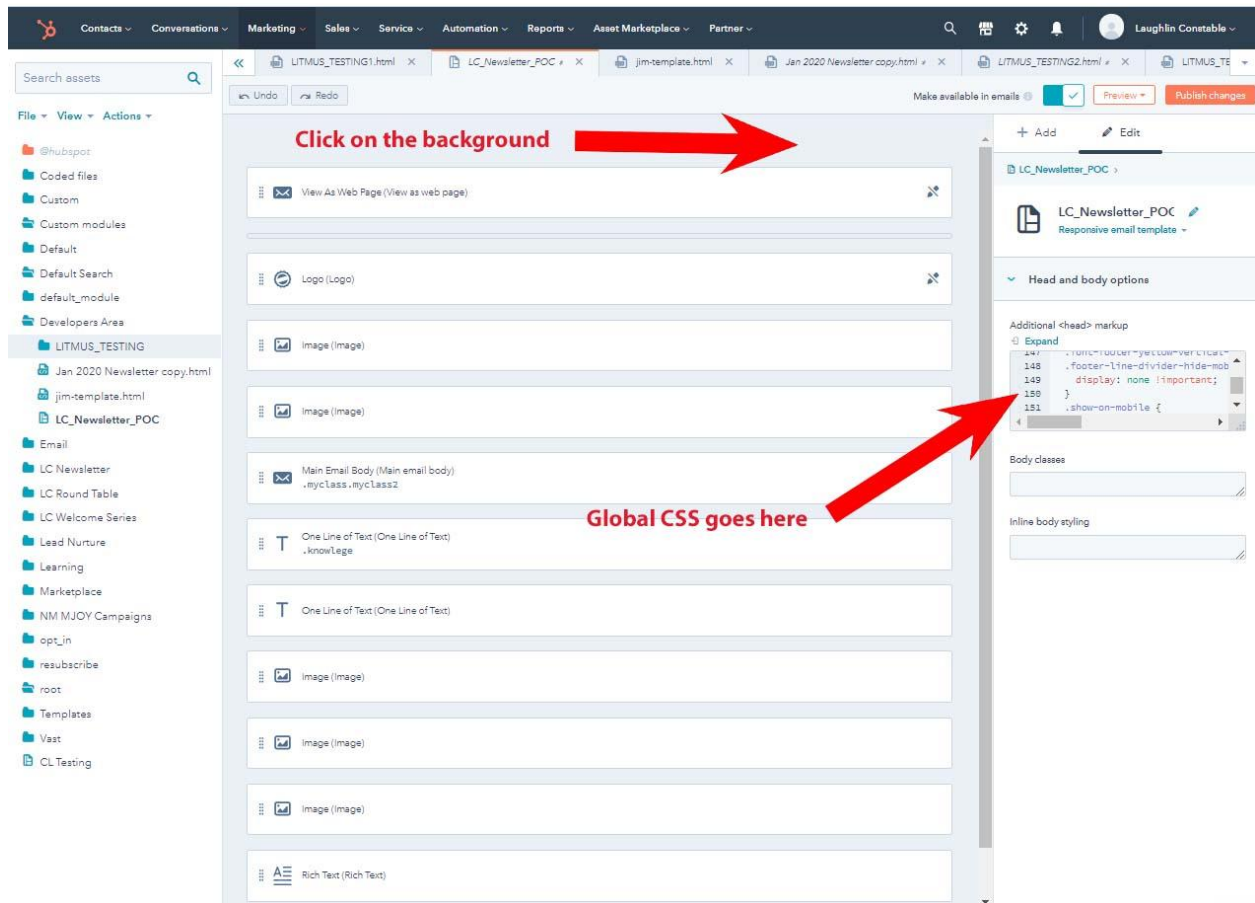 Contacts Conversations Marketing Sales Service Automation Reports Asset Marketplace Partner Laughlin Constable
Search assets
LITMUS_TESTING1.html LC_Newsletter_POC jim-template.html Jan 2020 Newsletter copy.html LITMUS_TESTING2.html LITMUS_TE
Undo Redo Make available in emails Preview Publish changes
File View Actions
@hubspot
Coded files
Custom
Custom modules
Default
Default Search
default_module
Developers Area
LITMUS_TESTING
Jan 2020 Newsletter copy.html
jim-template.html
LC_Newsletter_POC
Email
LC Newsletter
LC Round Table
LC Welcome Series
Lead Nurture
Learning
Marketplace
NM MJOY Campaigns
opt_in
resubscribe
root
Templates
Vast
CL Testing
Click on the background
View As Web Page (View as web page)
Logo (Logo)
Image (Image)
Image (Image)
Main Email Body (Main email body)
.myclass.myclass2
Global CSS goes here
One Line of Text (One Line of Text)
.knowlege
One Line of Text (One Line of Text)
Image (Image)
Image (Image)
Image (Image)
Rich Text (Rich Text)
+ Add Edit
LC_Newsletter_POC
LC_Newsletter_POC
Responsive email template
Head and body options
Additional <head> markup
Expand
147 .font-footer-yellow-vertical-
148 .footer-line-divider-hide-mob
149 display: none !important;
150 }
151 .show-on-mobile {
Body classes
Inline body styling